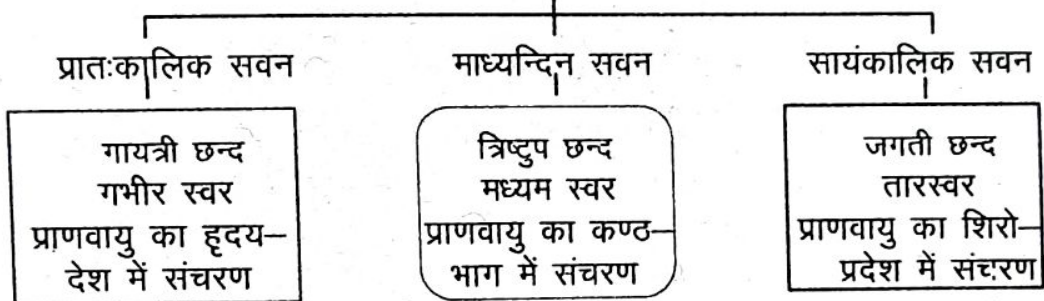 प्रातःकालिक सवन
माध्यन्दिन सवन
सायंकालिक सवन
गायत्री छन्द
गभीर स्वर
प्राणवायु का हृदय–
देश में संचरण
त्रिष्टुप छन्द
मध्यम स्वर
प्राणवायु का कण्ठ–
भाग में संचरण
जगती छन्द
तारस्वर
प्राणवायु का शिरो–
प्रदेश में संचरण